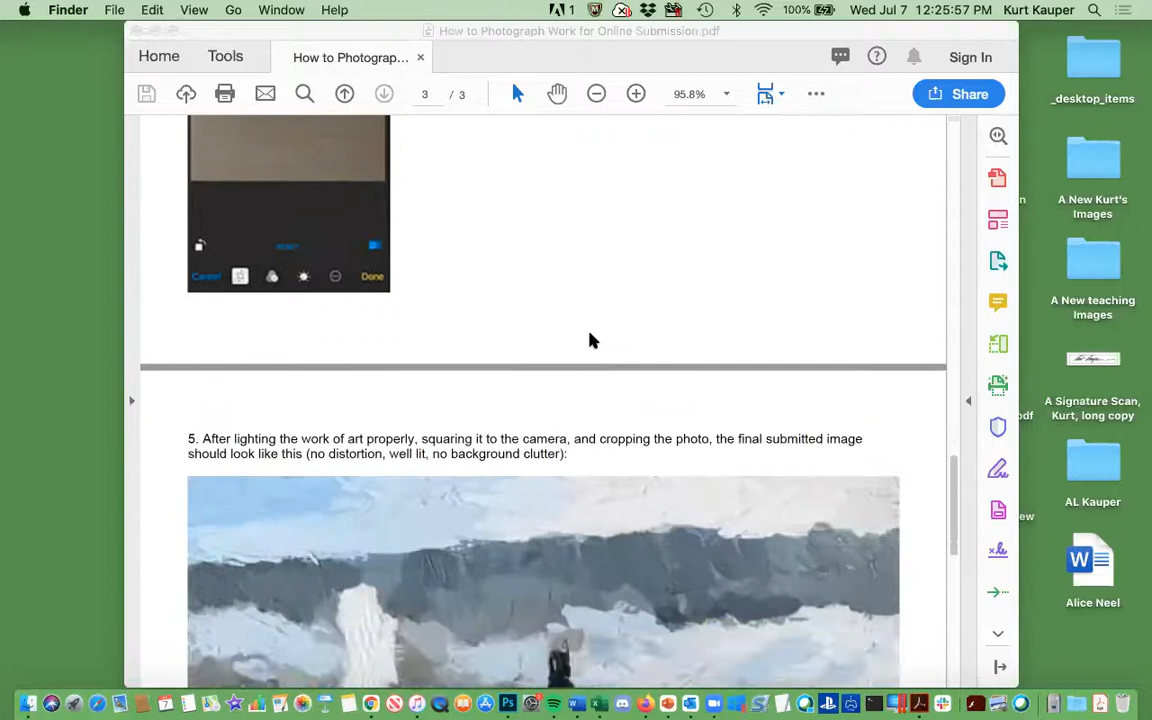 Finder File Edit View Go Window Help 1 100% Wed Jul 7 12:25:57 PM Kurt Kauper
How to Photograph Work for Online Submission.pdf
Home Tools How to Photograp... × Sign In
3 / 3 95.8% Share
_desktop_items
A New Kurt's
Images
Cancel Done
A New teaching
Images
A Signature Scan,
Kurt, long copy
5. After lighting the work of art properly, squaring it to the camera, and cropping the photo, the final submitted image
should look like this (no distortion, well lit, no background clutter):
AL Kauper
Alice Neel